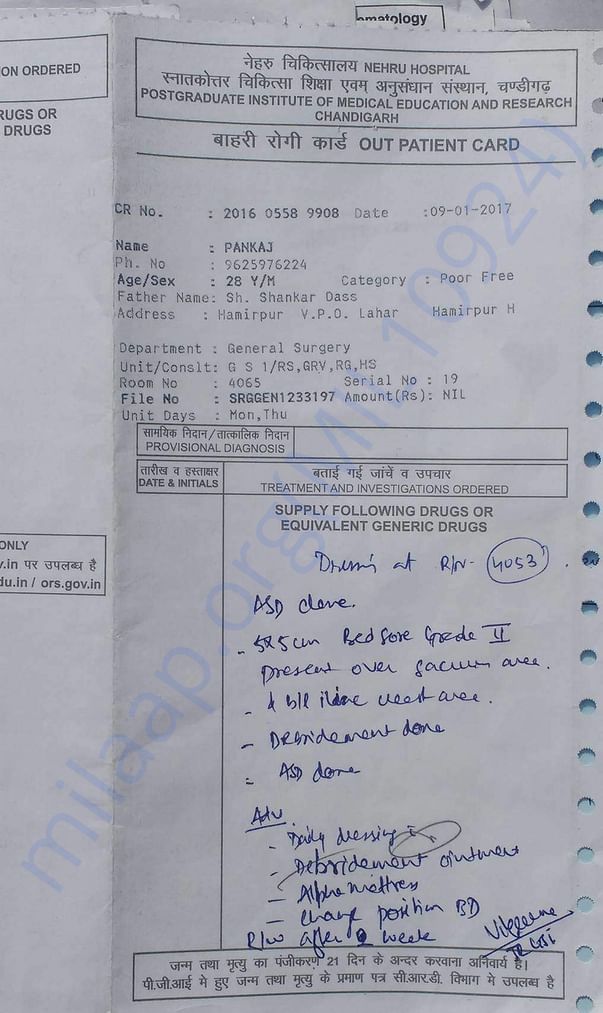 ematology
ON ORDERED
RUGS OR
DRUGS
नेहरु चिकित्सालय NEHRU HOSPITAL
स्नातकोत्तर चिकित्सा शिक्षा एवम् अनुसंधान संस्थान, चण्डीगढ़
POSTGRADUATE INSTITUTE OF MEDICAL EDUCATION AND RESEARCH
CHANDIGARH
बाहरी रोगी कार्ड OUT PATIENT CARD
CR No. : 2016 0558 9908 Date :09-01-2017
Name : PANKAJ
Ph. No : 9625976224
Age/Sex : 28 Y/M Category : Poor Free
Father Name: Sh. Shankar Dass
Address : Hamirpur V.P.O. Lahar Hamirpur H
Department : General Surgery
Unit/Conslt: G S 1/RS,GRV,RG,HS
Room No : 4065 Serial No : 19
File No : SRGGEN1233197 Amount(Rs): NIL
Unit Days : Mon,Thu
सामयिक निदान/तात्कालिक निदान
PROVISIONAL DIAGNOSIS
तारीख व हस्ताक्षर
DATE & INITIALS
बताई गई जांचें व उपचार
TREATMENT AND INVESTIGATIONS ORDERED
SUPPLY FOLLOWING DRUGS OR
EQUIVALENT GENERIC DRUGS
ONLY
v.in पर उपलब्ध है
du.in / ors.gov.in
at R/N- 4053
ASD done.
- 5x5cm Bed sore Grade II
present over sacrum area.
- & b/l area.
- Debridement done
- ASD done
Adv
- Daily dressing
- Debridement ointment
- Alpha mattress
- Change position BD
R/w after week
जन्म तथा मृत्यु का पंजीकरण 21 दिन के अन्दर करवाना अनिवार्य है।
पी.जी.आई मे हुए जन्म तथा मृत्यु के प्रमाण पत्र सी.आर.डी. विभाग मे उपलब्ध है
milaap.org(MIL 10924)